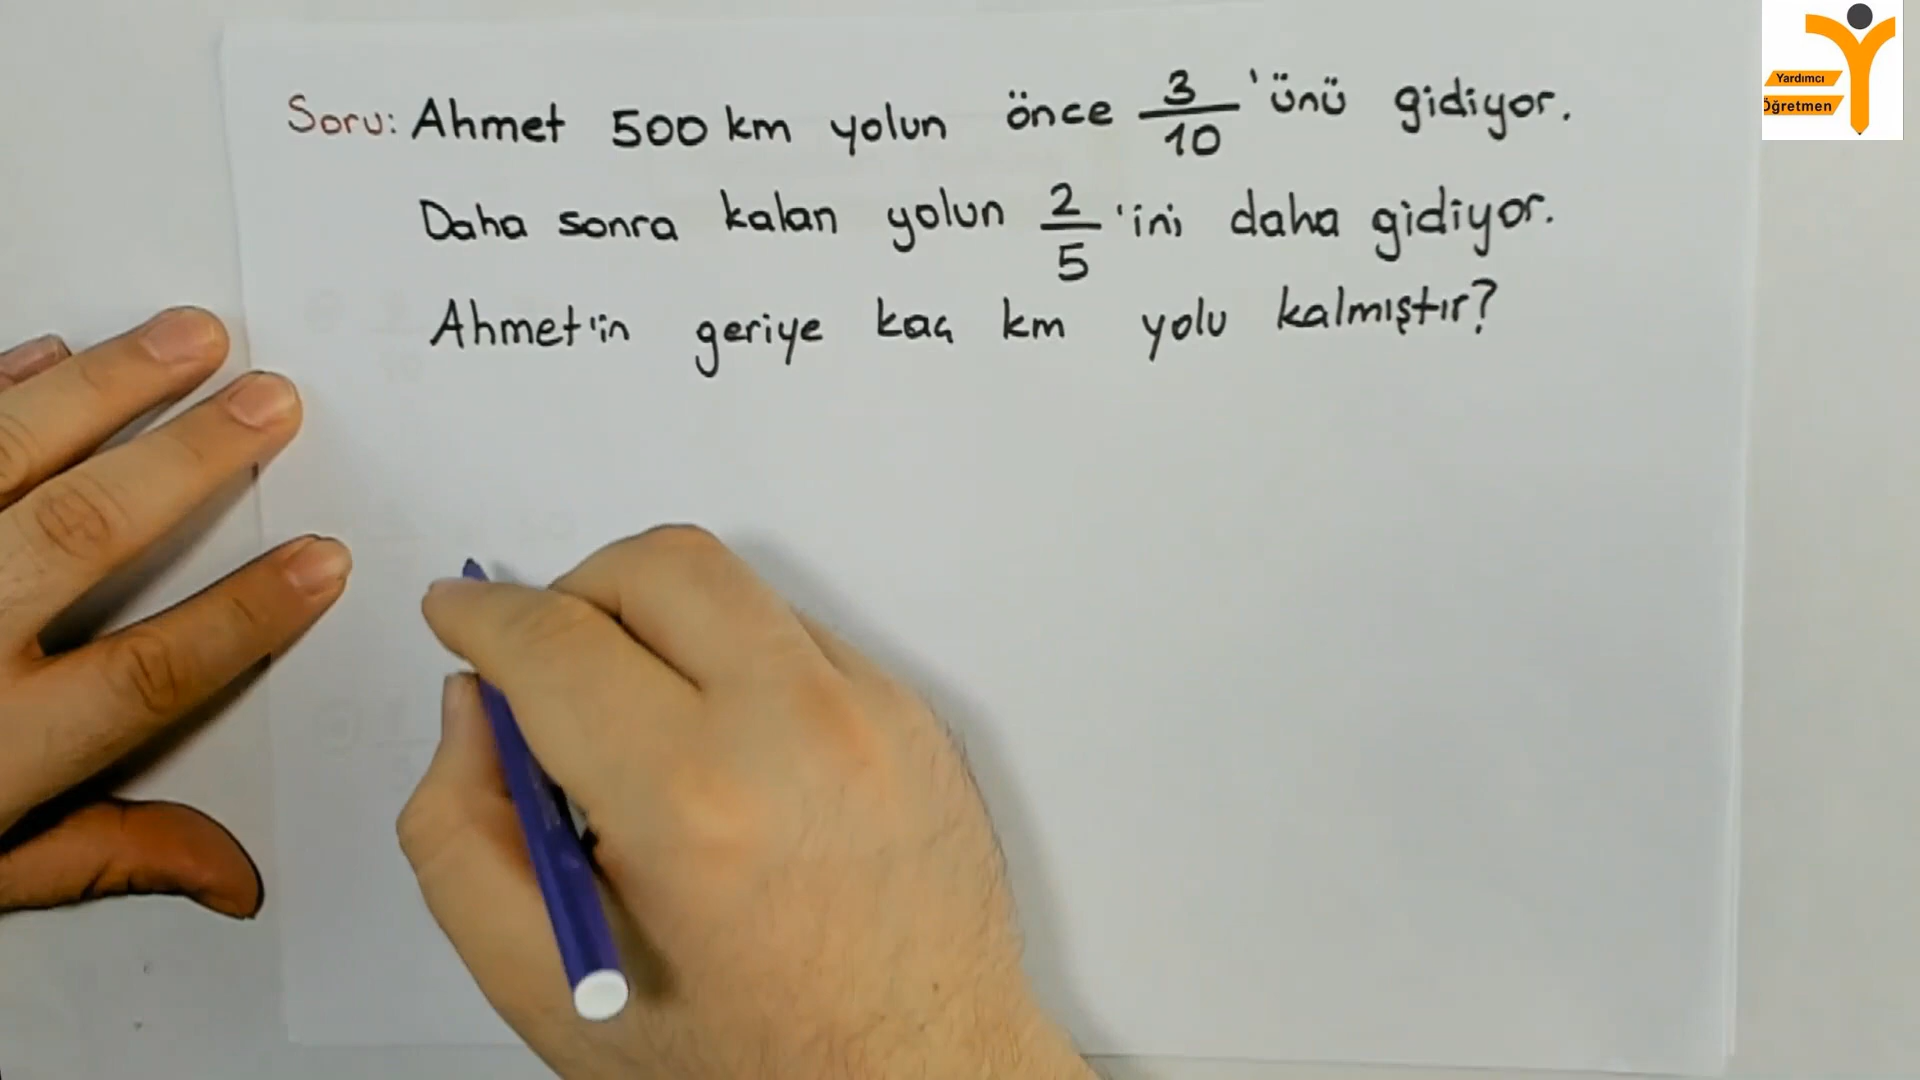 Soru: Ahmet 500 km yolun önce 3/10 'ünü gidiyor.
Daha sonra kalan yolun 2/5 'ini daha gidiyor.
Ahmet'in geriye kaç km yolu kalmıştır?
Yardımcı
Öğretmen